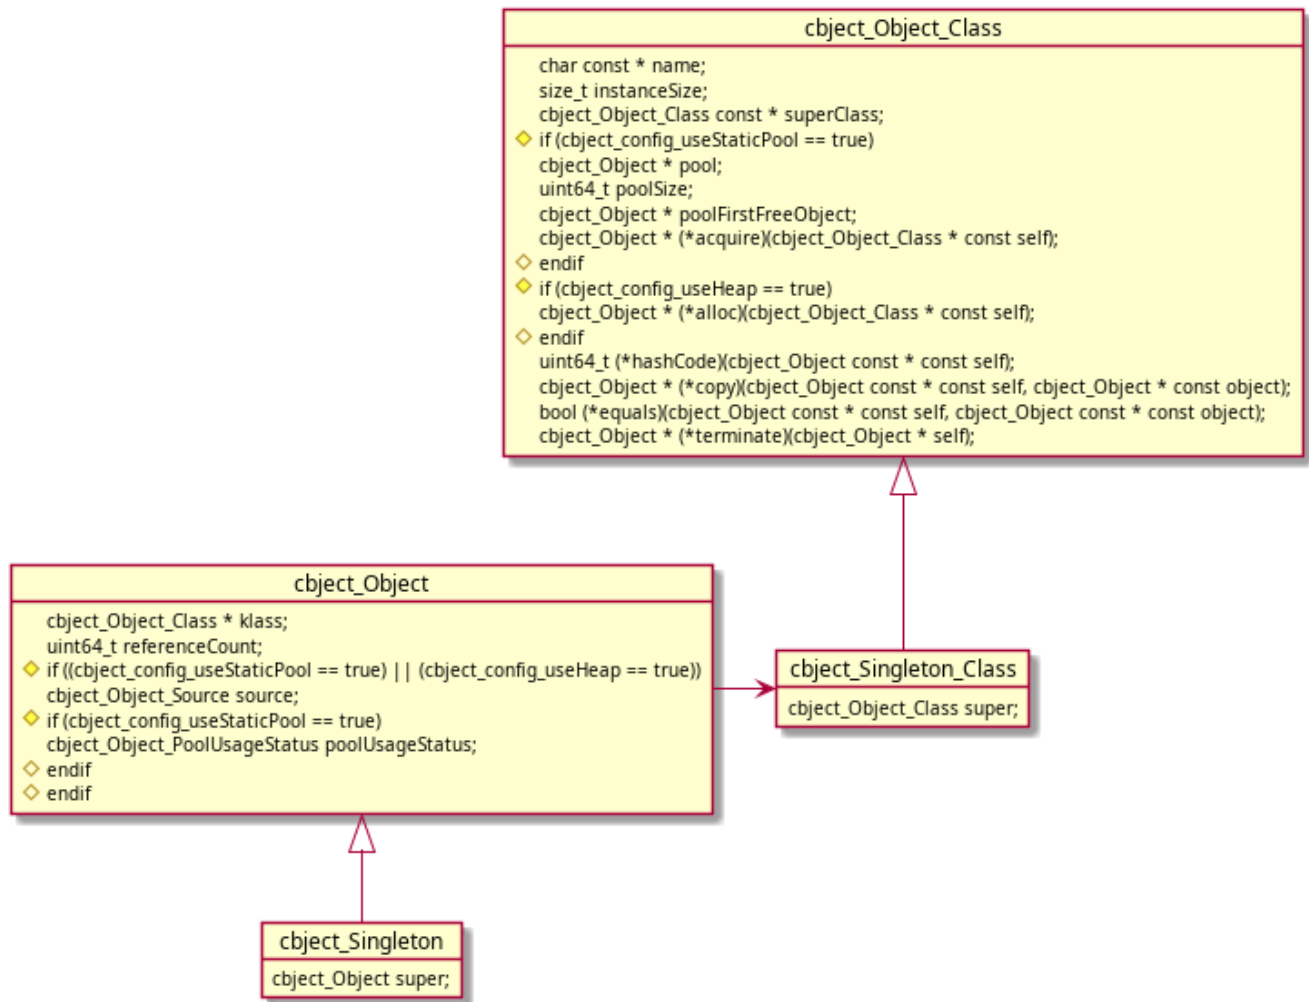 cbject_Object_Class
char const * name;
size_t instanceSize;
cbject_Object_Class const * superClass;
if (cbject_config_useStaticPool == true)
cbject_Object * pool;
uint64_t poolSize;
cbject_Object * poolFirstFreeObject;
cbject_Object * (*acquire)(cbject_Object_Class * const self);
endif
if (cbject_config_useHeap == true)
cbject_Object * (*alloc)(cbject_Object_Class * const self);
endif
uint64_t (*hashCode)(cbject_Object const * const self);
cbject_Object * (*copy)(cbject_Object const * const self, cbject_Object * const object);
bool (*equals)(cbject_Object const * const self, cbject_Object const * const object);
cbject_Object * (*terminate)(cbject_Object * self);
cbject_Object
cbject_Object_Class * klass;
uint64_t referenceCount;
if ((cbject_config_useStaticPool == true) || (cbject_config_useHeap == true))
cbject_Object_Source source;
if (cbject_config_useStaticPool == true)
cbject_Object_PoolUsageStatus poolUsageStatus;
endif
endif
cbject_Singleton_Class
cbject_Object_Class super;
cbject_Singleton
cbject_Object super;